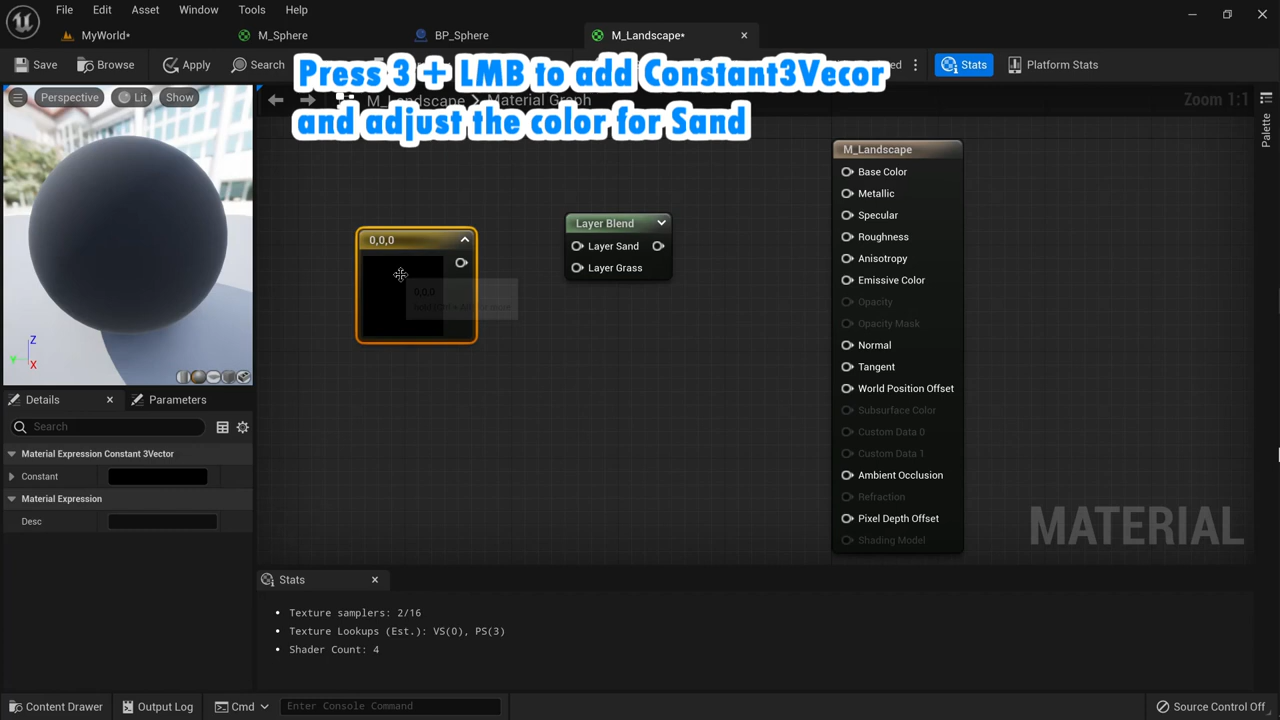 File Edit Window Tools Help
MyWorld•
M_Sphere
BP_Sphere
M_Landscape•
Save Browse Apply Search
Stats Platform Stats
Press 3 + LMB to add Constant3Vecor
and adjust the color for Sand
Perspective Lit Show
M_Landscape Material Graph
Zoom 1:1
Palette
M_Landscape
Base Color
Metallic
Specular
Roughness
Anisotropy
Emissive Color
Opacity
Opacity Mask
Normal
Tangent
World Position Offset
Subsurface Color
Custom Data 0
Custom Data 1
Ambient Occlusion
Refraction
Pixel Depth Offset
Shading Model
0,0,0
0,0,0
Layer Blend
Layer Sand
Layer Grass
Z
Y
X
Details Parameters
Search
Material Expression Constant 3Vector
Constant
Material Expression
Desc
MATERIAL
Stats
• Texture samplers: 2/16
• Texture Lookups (Est.): VS(0), PS(3)
• Shader Count: 4
Content Drawer Output Log Cmd Enter Console Command Source Control Off